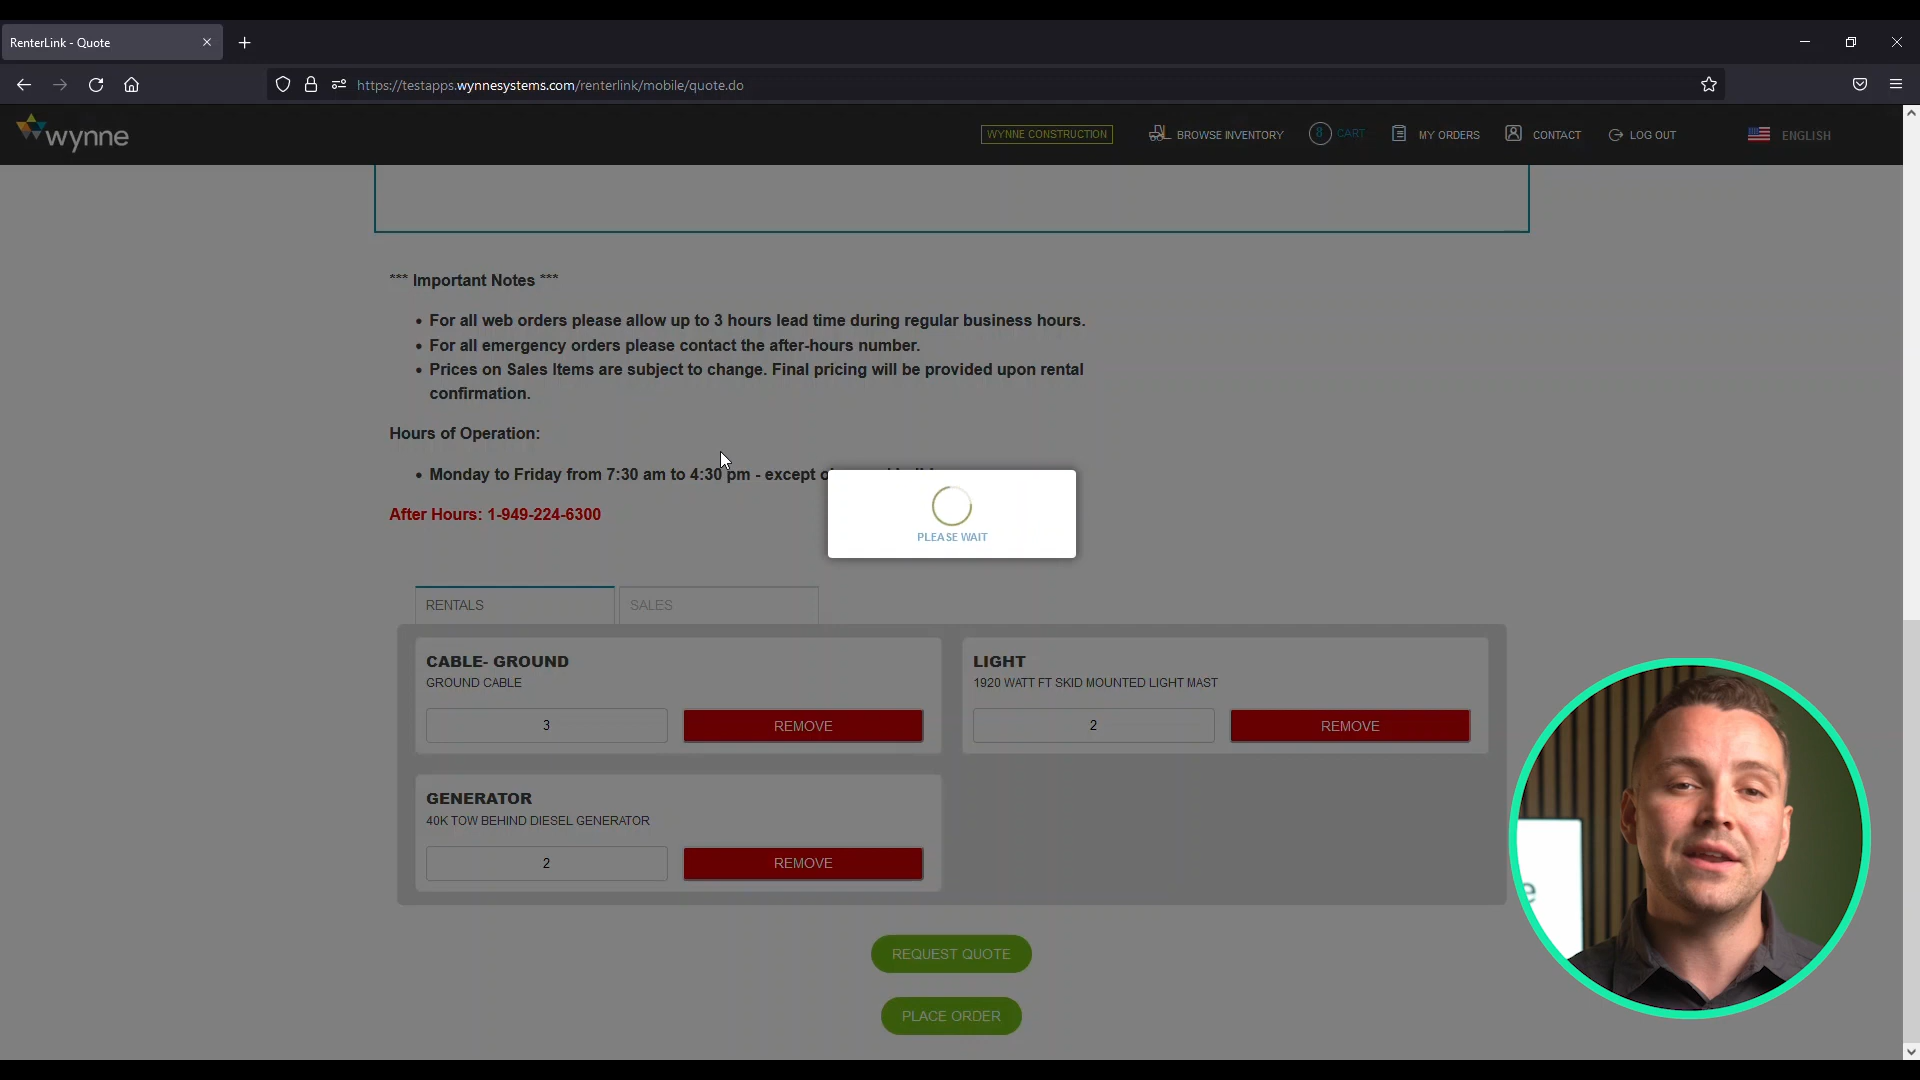 RenterLink - Quote
https://testapps.wynnesystems.com/renterlink/mobile/quote.do
wynne
WYNNE CONSTRUCTION
BROWSE INVENTORY
8 CART
MY ORDERS
CONTACT
LOG OUT
ENGLISH
*** Important Notes ***
• For all web orders please allow up to 3 hours lead time during regular business hours.
• For all emergency orders please contact the after-hours number.
• Prices on Sales Items are subject to change. Final pricing will be provided upon rental
confirmation.
Hours of Operation:
• Monday to Friday from 7:30 am to 4:30 pm - except
After Hours: 1-949-224-6300
PLEASE WAIT
RENTALS
SALES
CABLE- GROUND
GROUND CABLE
3
REMOVE
LIGHT
1920 WATT FT SKID MOUNTED LIGHT MAST
2
REMOVE
GENERATOR
40K TOW BEHIND DIESEL GENERATOR
2
REMOVE
REQUEST QUOTE
PLACE ORDER